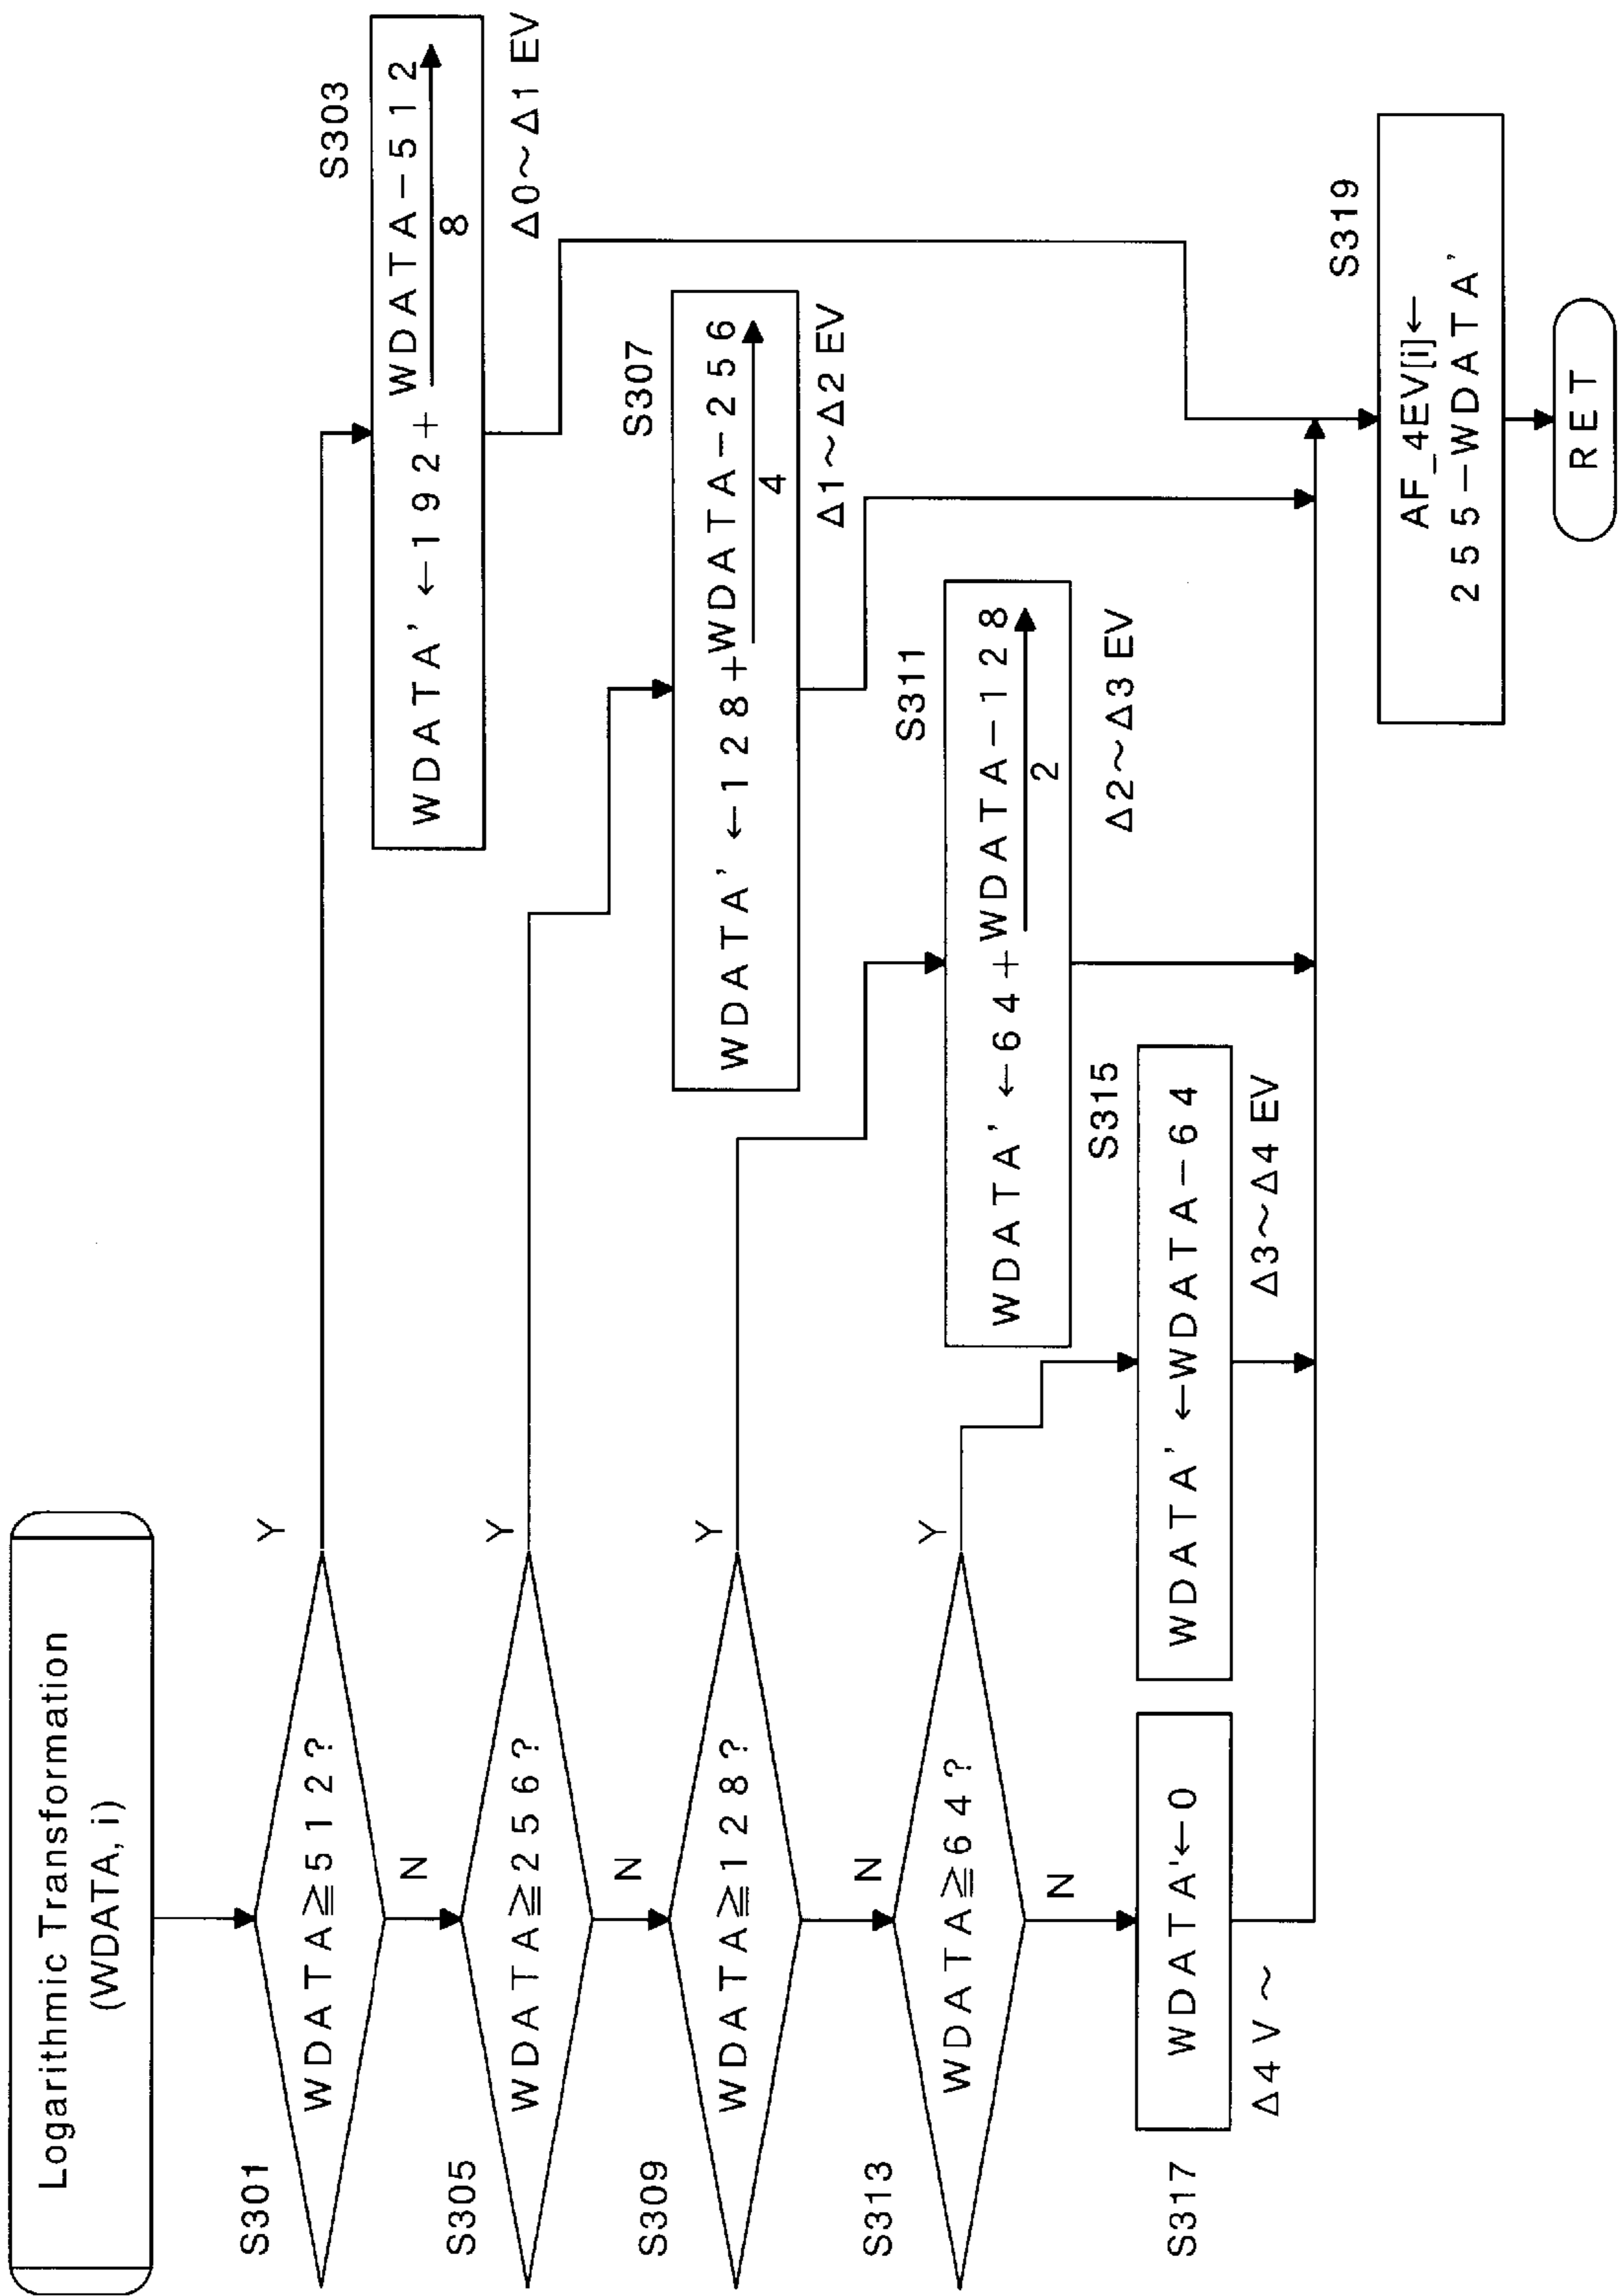 Logarithmic Transformation
(WDATA, i)
S301
WDATA≧512?
Y
N
S303
WDATA'←192+WDATA-512
8
Δ0~Δ1 EV
S305
WDATA≧256?
Y
N
S307
WDATA'←128+WDATA-256
4
Δ1~Δ2 EV
S309
WDATA≧128?
Y
N
S311
WDATA'←64+WDATA-128
2
Δ2~Δ3 EV
S313
WDATA≧64?
Y
N
S315
WDATA'←WDATA-64
Δ3~Δ4 EV
S317
WDATA'←0
Δ4 V ~
S319
AF_4EV[i]←
255-WDATA'
RET